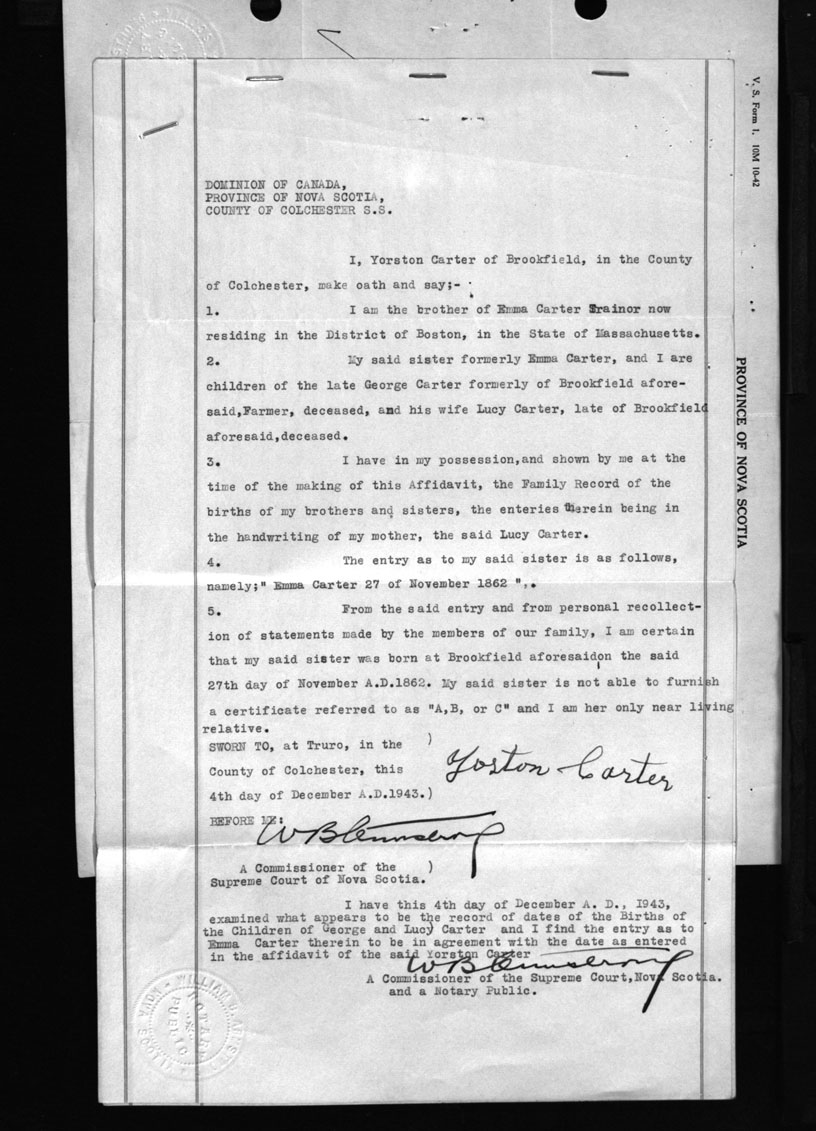 V. S. Form 1. 10M 10-42
PROVINCE OF NOVA SCOTIA
DOMINION OF CANADA,
PROVINCE OF NOVA SCOTIA,
COUNTY OF COLCHESTER S.S.
I, Yorston Carter of Brookfield, in the County
of Colchester, make oath and say;-
1. I am the brother of Emma Carter Trainor now
residing in the District of Boston, in the State of Massachusetts.
2. My said sister formerly Emma Carter, and I are
children of the late George Carter formerly of Brookfield afore-
said,Farmer, deceased, and his wife Lucy Carter, late of Brookfield
aforesaid,deceased.
3. I have in my possession,and shown by me at the
time of the making of this Affidavit, the Family Record of the
births of my brothers and sisters, the enteries therein being in
the handwriting of my mother, the said Lucy Carter.
4. The entry as to my said sister is as follows,
namely;" Emma Carter 27 of November 1862 ",.
5. From the said entry and from personal recollect-
ion of statements made by the members of our family, I am certain
that my said sister was born at Brookfield aforesaidon the said
27th day of November A.D.1862. My said sister is not able to furnish
a certificate referred to as "A,B, or C" and I am her only near living
relative.
SWORN TO, at Truro, in the )
County of Colchester, this
4th day of December A.D.1943.)
Yorston Carter
BEFORE ME:
A Commissioner of the )
Supreme Court of Nova Scotia.
I have this 4th day of December A. D., 1943,
examined what appears to be the record of dates of the Births of
the Children of George and Lucy Carter and I find the entry as to
Emma Carter therein to be in agreement with the date as entered
in the affidavit of the said Yorston Carter
A Commissioner of the Supreme Court,Nova Scotia.
and a Notary Public.
NOTARY
PUBLIC
NOVA SCOTIA